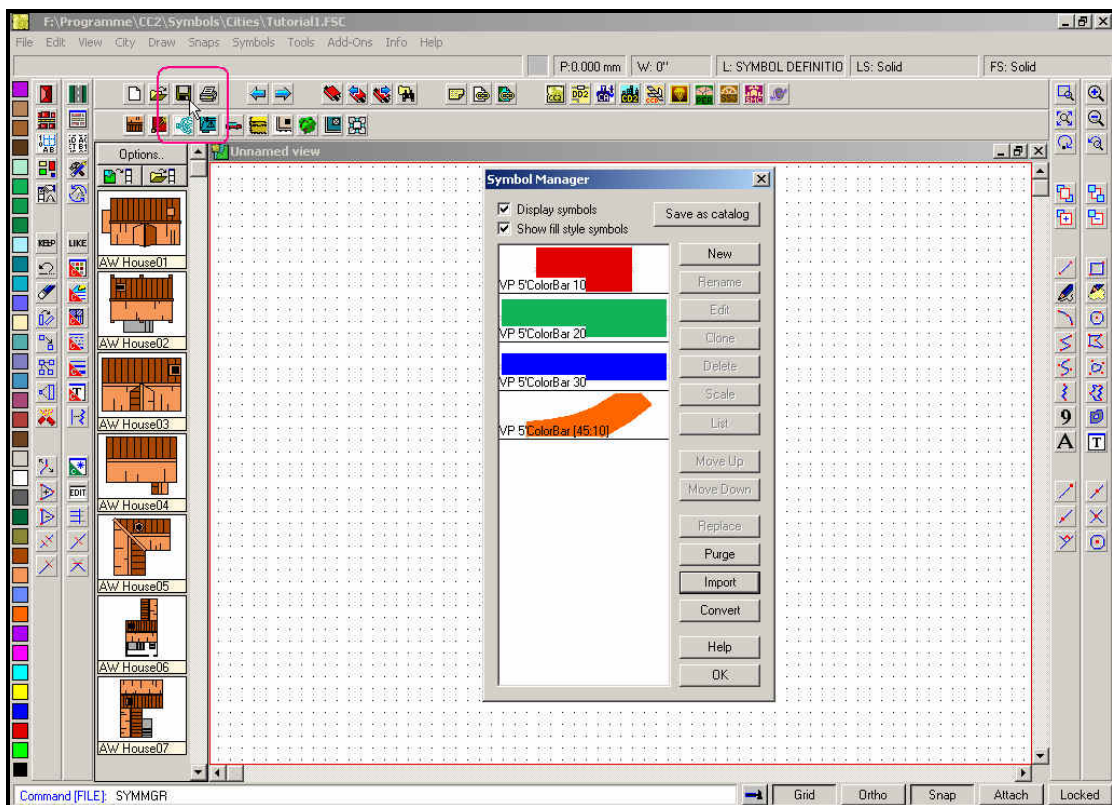 F:\Programme\CC2\Symbols\Cities\Tutorial1.FSC
File Edit View City Draw Snaps Symbols Tools Add-Ons Info Help
P:0.000 mm W: 0" L: SYMBOL DEFINITIO LS: Solid FS: Solid
Options..
Unnamed view
KEEP LIKE
EDIT
AW House01
AW House02
AW House03
AW House04
AW House05
AW House06
AW House07
Symbol Manager
Display symbols
Show fill style symbols
Save as catalog
VP 5'ColorBar 10
VP 5'ColorBar 20
VP 5'ColorBar 30
VP 5'ColorBar [45:10]
New
Rename
Edit
Clone
Delete
Scale
List
Move Up
Move Down
Replace
Purge
Import
Convert
Help
OK
9
A T
Command [FILE]: SYMMGR
Grid Ortho Snap Attach Locked